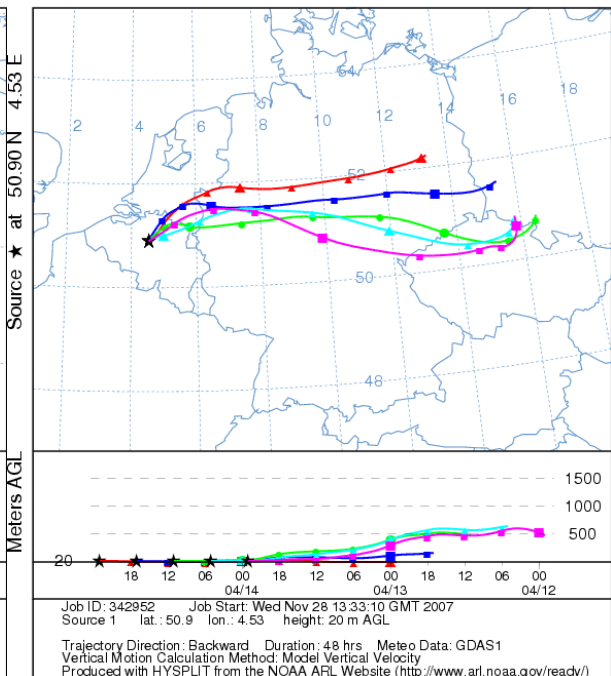 Source ★ at 50.90 N 4.53 E
54
18
16
14
12
10
8
6
4
2
52
50
48
Meters AGL
1500
1000
500
20
18 12 06 00 18 12 06 00 18 12 06 00
04/14 04/13 04/12
Job ID: 342952 Job Start: Wed Nov 28 13:33:10 GMT 2007
Source 1 lat.: 50.9 lon.: 4.53 height: 20 m AGL
Trajectory Direction: Backward Duration: 48 hrs Meteo Data: GDAS1
Vertical Motion Calculation Method: Model Vertical Velocity
Produced with HYSPLIT from the NOAA ARL Website (http://www.arl.noaa.gov/ready/)